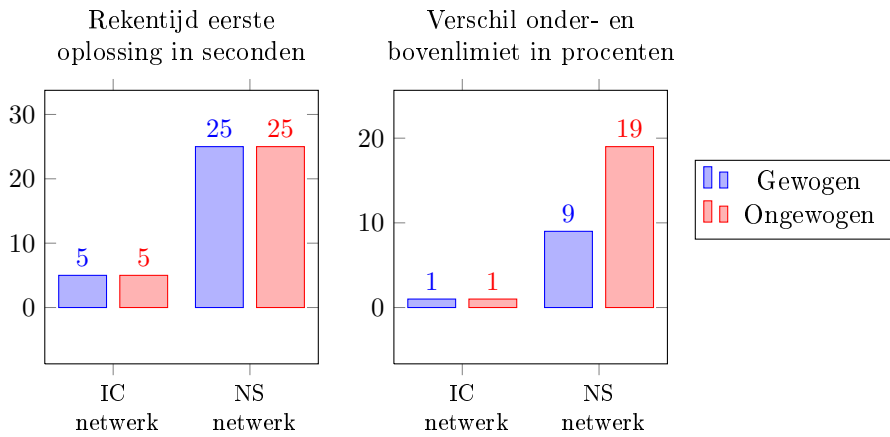 Rekentijd eerste
oplossing in seconden
30
20
10
0
5
5
25
25
IC
netwerk
NS
netwerk
Verschil onder- en
bovenlimiet in procenten
20
10
0
1
1
9
19
IC
netwerk
NS
netwerk
Gewogen
Ongewogen